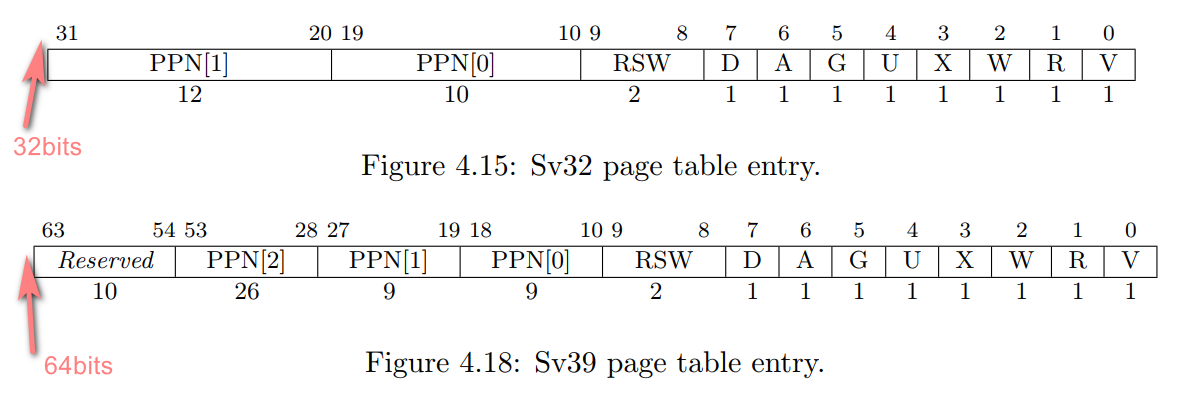 31 20 19 10 9 8 7 6 5 4 3 2 1 0
PPN[1] PPN[0] RSW D A G U X W R V
12 10 2 1 1 1 1 1 1 1 1
32bits
Figure 4.15: Sv32 page table entry.
63 54 53 28 27 19 18 10 9 8 7 6 5 4 3 2 1 0
Reserved PPN[2] PPN[1] PPN[0] RSW D A G U X W R V
10 26 9 9 2 1 1 1 1 1 1 1 1
64bits
Figure 4.18: Sv39 page table entry.